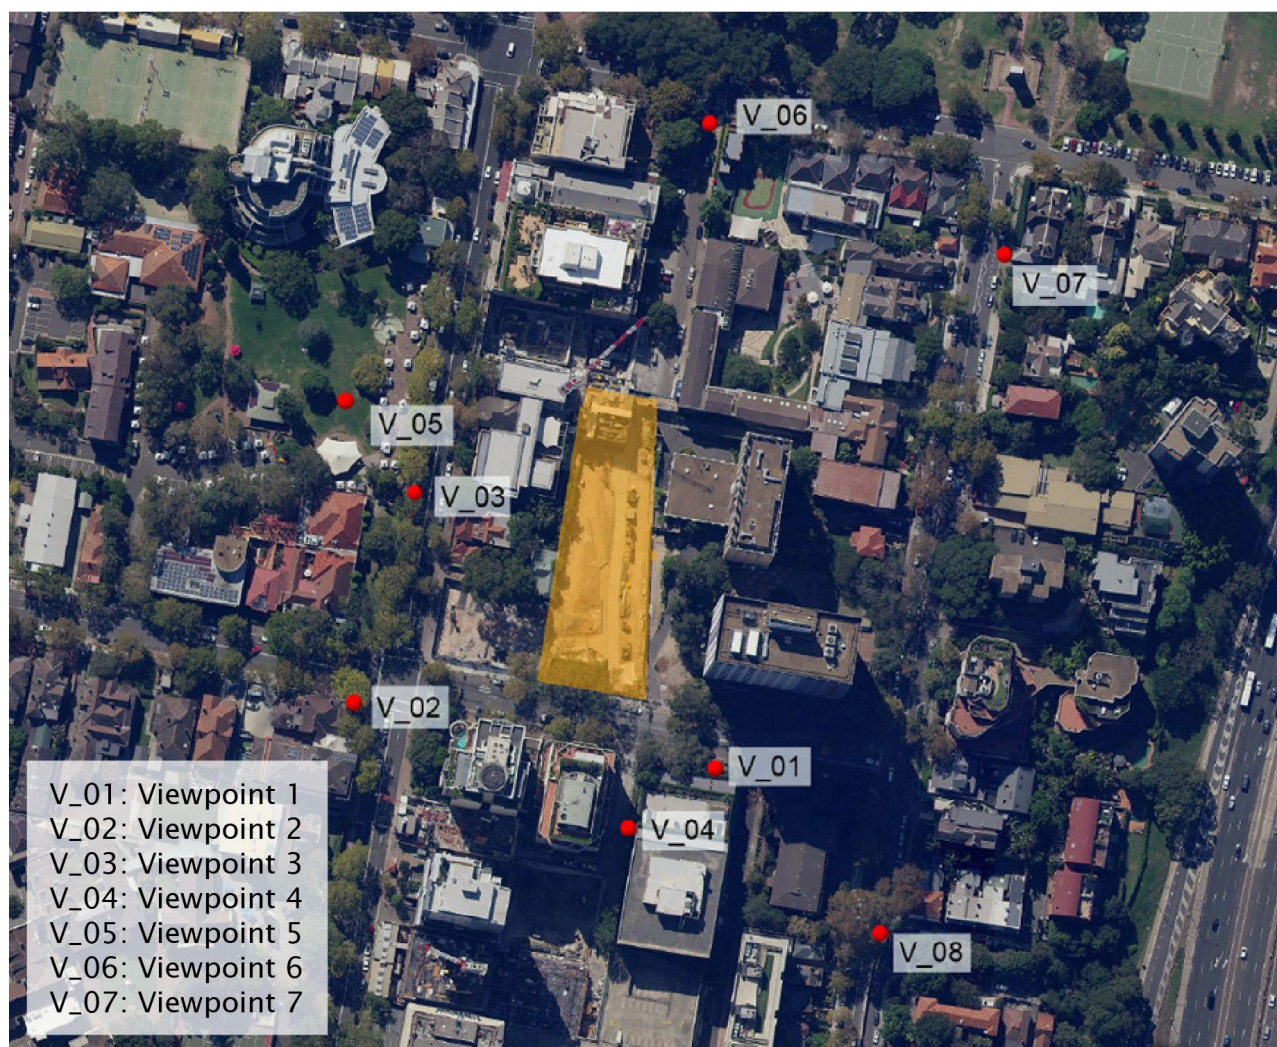 V_06
V_07
V_05
V_03
V_02
V_01
V_04
V_08
V_01: Viewpoint 1
V_02: Viewpoint 2
V_03: Viewpoint 3
V_04: Viewpoint 4
V_05: Viewpoint 5
V_06: Viewpoint 6
V_07: Viewpoint 7